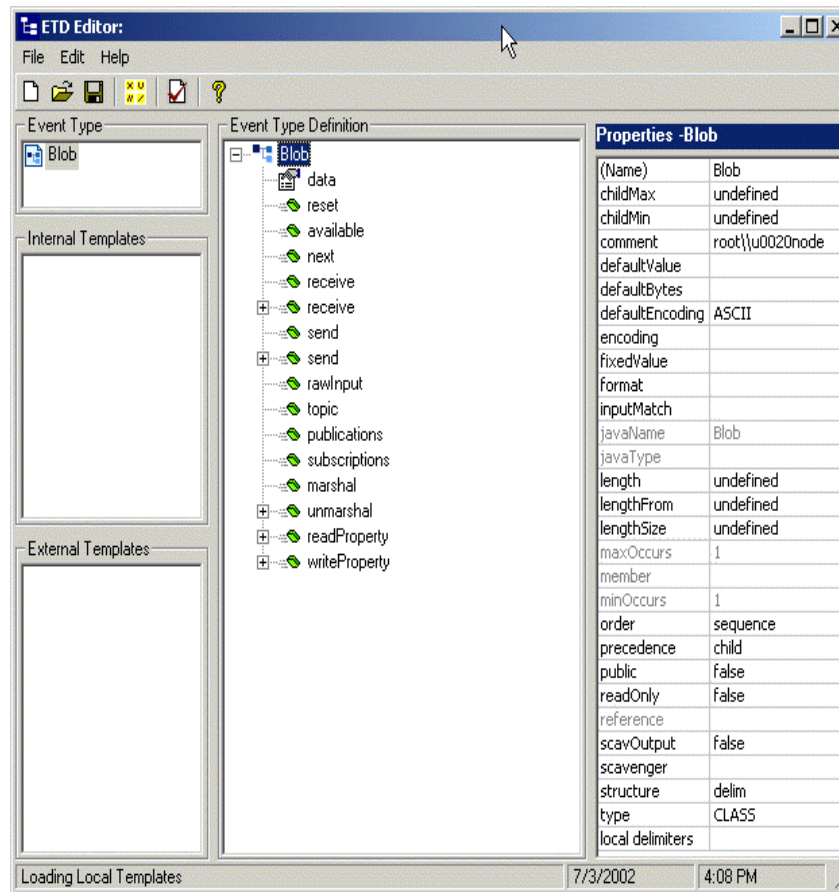 ETD Editor:
File Edit Help
Event Type
Blob
Internal Templates
External Templates
Event Type Definition
Blob
data
reset
available
next
receive
receive
send
send
rawInput
topic
publications
subscriptions
marshal
unmarshal
readProperty
writeProperty
Properties -Blob
(Name) Blob
childMax undefined
childMin undefined
comment root\\u0020node
defaultValue
defaultBytes
defaultEncoding ASCII
encoding
fixedValue
format
inputMatch
javaName Blob
javaType
length undefined
lengthFrom undefined
lengthSize undefined
maxOccurs 1
member
minOccurs 1
order sequence
precedence child
public false
readOnly false
reference
scavOutput false
scavenger
structure delim
type CLASS
local delimiters
Loading Local Templates 7/3/2002 4:08 PM